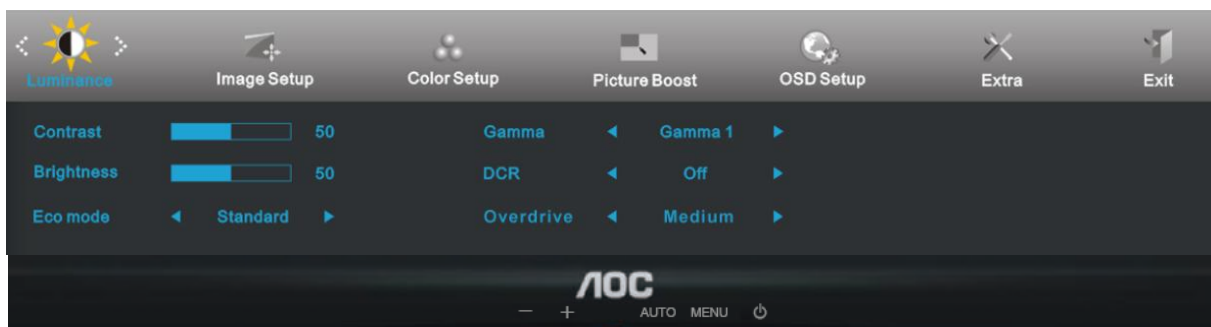 Luminance Image Setup Color Setup Picture Boost OSD Setup Extra Exit
Contrast 50 Gamma Gamma 1
Brightness 50 DCR Off
Eco mode Standard Overdrive Medium
AOC
− + AUTO MENU